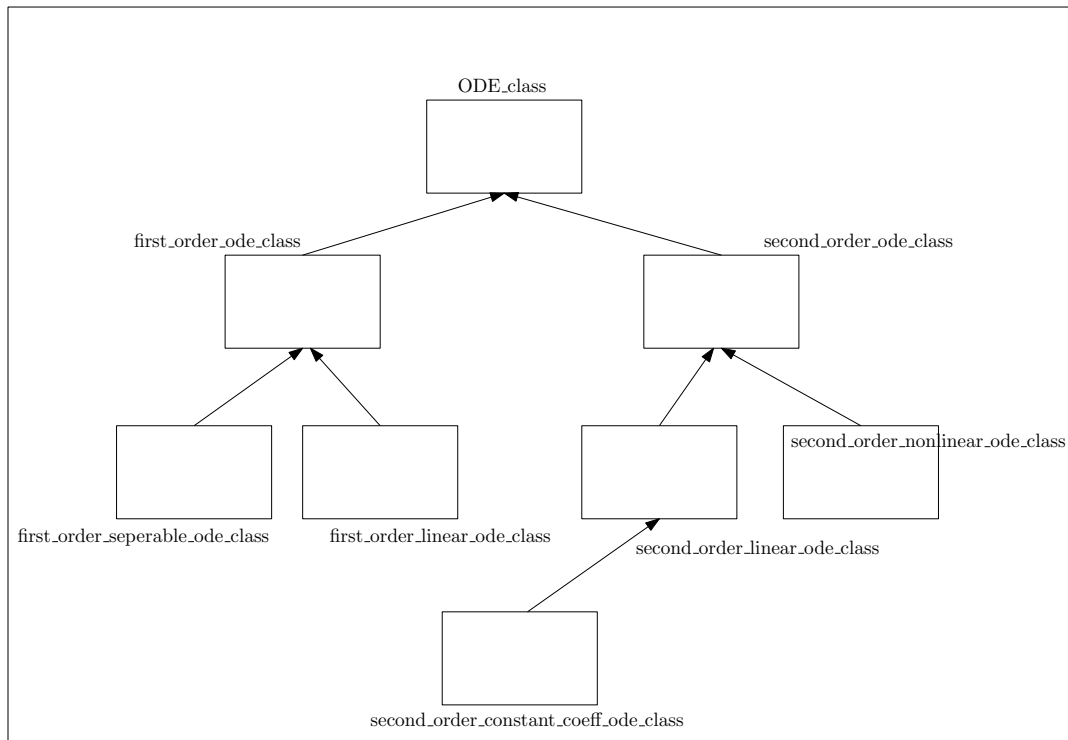 ODE_class
first_order_ode_class
second_order_ode_class
second_order_nonlinear_ode_class
first_order_seperable_ode_class
first_order_linear_ode_class
second_order_linear_ode_class
second_order_constant_coeff_ode_class